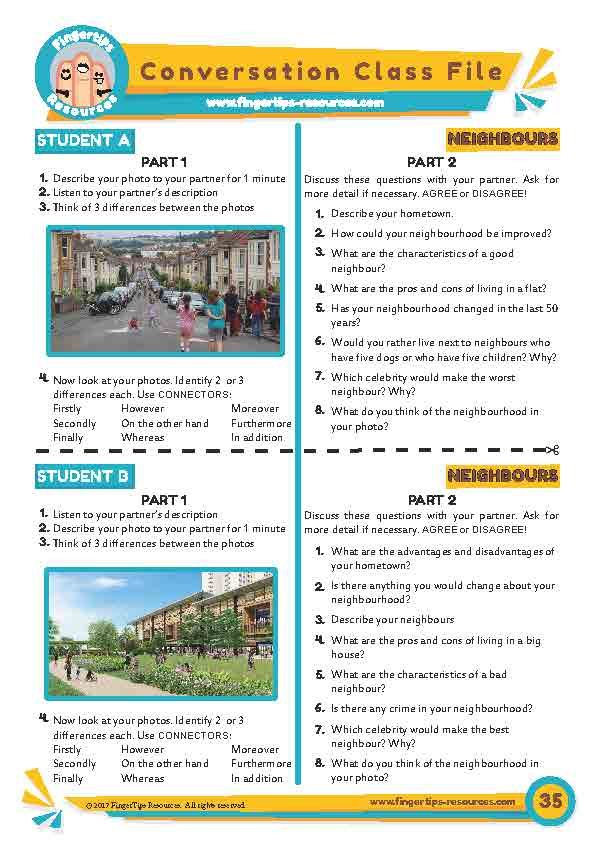 Fingertips
Resources
Conversation Class File
www.fingertips-resources.com
STUDENT A
PART 1
1. Describe your photo to your partner for 1 minute
2. Listen to your partner's description
3. Think of 3 differences between the photos
4. Now look at your photos. Identify 2 or 3
differences each. Use CONNECTORS:
Firstly However Moreover
Secondly On the other hand Furthermore
Finally Whereas In addition
NEIGHBOURS
PART 2
Discuss these questions with your partner. Ask for
more detail if necessary. AGREE or DISAGREE!
1. Describe your hometown.
2. How could your neighbourhood be improved?
3. What are the characteristics of a good
neighbour?
4. What are the pros and cons of living in a flat?
5. Has your neighbourhood changed in the last 50
years?
6. Would you rather live next to neighbours who
have five dogs or who have five children? Why?
7. Which celebrity would make the worst
neighbour? Why?
8. What do you think of the neighbourhood in
your photo?
STUDENT B
PART 1
1. Listen to your partner's description
2. Describe your photo to your partner for 1 minute
3. Think of 3 differences between the photos
4. Now look at your photos. Identify 2 or 3
differences each. Use CONNECTORS:
Firstly However Moreover
Secondly On the other hand Furthermore
Finally Whereas In addition
NEIGHBOURS
PART 2
Discuss these questions with your partner. Ask for
more detail if necessary. AGREE or DISAGREE!
1. What are the advantages and disadvantages of
your hometown?
2. Is there anything you would change about your
neighbourhood?
3. Describe your neighbours
4. What are the pros and cons of living in a big
house?
5. What are the characteristics of a bad
neighbour?
6. Is there any crime in your neighbourhood?
7. Which celebrity would make the best
neighbour? Why?
8. What do you think of the neighbourhood in
your photo?
© 2017 FingerTips Resources. All rights reserved.
www.fingertips-resources.com
35